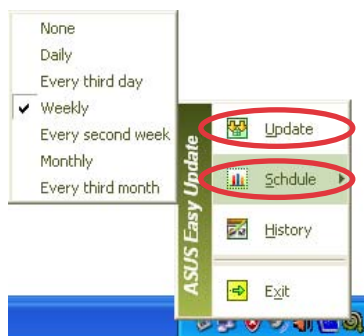 None
Daily
Every third day
Weekly
Every second week
Monthly
Every third month
ASUS Easy Update
Update
Schdule
History
Exit